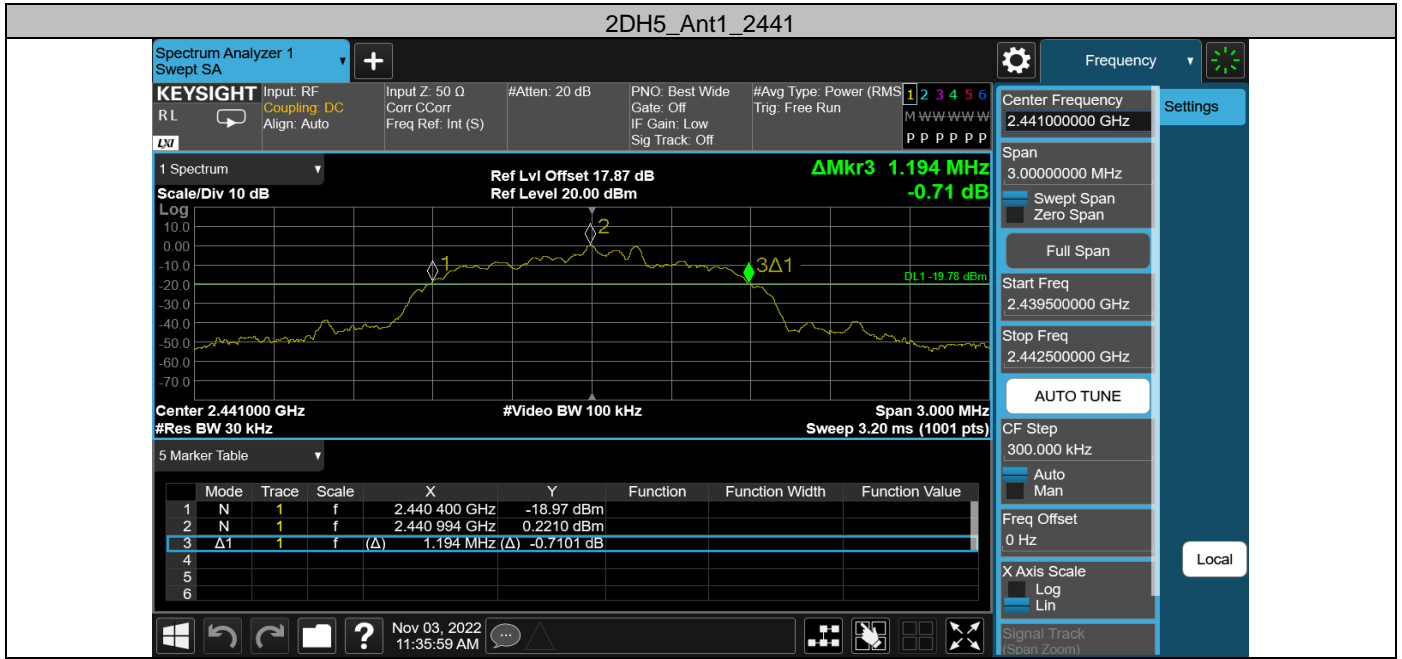 2DH5_Ant1_2441
Spectrum Analyzer 1
Swept SA
Frequency
KEYSIGHT
RL
LXI
Input: RF
Coupling: DC
Align: Auto
Input Z: 50 Ω
Corr CCorr
Freq Ref: Int (S)
#Atten: 20 dB
PNO: Best Wide
Gate: Off
IF Gain: Low
Sig Track: Off
#Avg Type: Power (RMS
Trig: Free Run
1 2 3 4 5 6
M W W W W W
P P P P P P
1 Spectrum
Scale/Div 10 dB
Ref Lvl Offset 17.87 dB
Ref Level 20.00 dBm
ΔMkr3 1.194 MHz
-0.71 dB
Log
10.0
0.00
-10.0
-20.0
-30.0
-40.0
-50.0
-60.0
-70.0
1
2
3Δ1
DL1 -19.78 dBm
Center 2.441000 GHz
#Video BW 100 kHz
Span 3.000 MHz
#Res BW 30 kHz
Sweep 3.20 ms (1001 pts)
5 Marker Table
Mode Trace Scale X Y Function Function Width Function Value
1 N 1 f 2.440 400 GHz -18.97 dBm
2 N 1 f 2.440 994 GHz 0.2210 dBm
3 Δ1 1 f (Δ) 1.194 MHz (Δ) -0.7101 dB
4
5
6
Nov 03, 2022
11:35:59 AM
Center Frequency
2.441000000 GHz
Settings
Span
3.00000000 MHz
Swept Span
Zero Span
Full Span
Start Freq
2.439500000 GHz
Stop Freq
2.442500000 GHz
AUTO TUNE
CF Step
300.000 kHz
Auto
Man
Freq Offset
0 Hz
X Axis Scale
Log
Lin
Local
Signal Track
(Span Zoom)